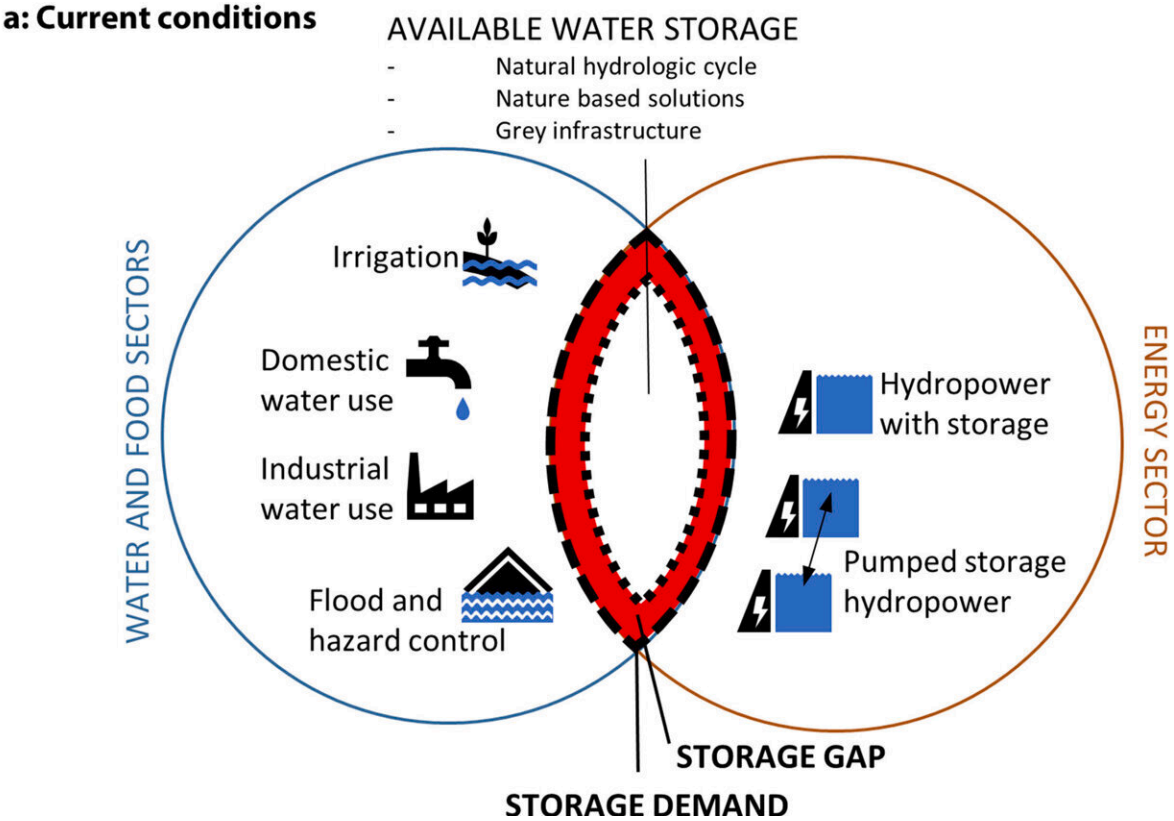 a: Current conditions
AVAILABLE WATER STORAGE
- Natural hydrologic cycle
- Nature based solutions
- Grey infrastructure
WATER AND FOOD SECTORS
Irrigation
Domestic
water use
Industrial
water use
Flood and
hazard control
Hydropower
with storage
Pumped storage
hydropower
ENERGY SECTOR
STORAGE GAP
STORAGE DEMAND